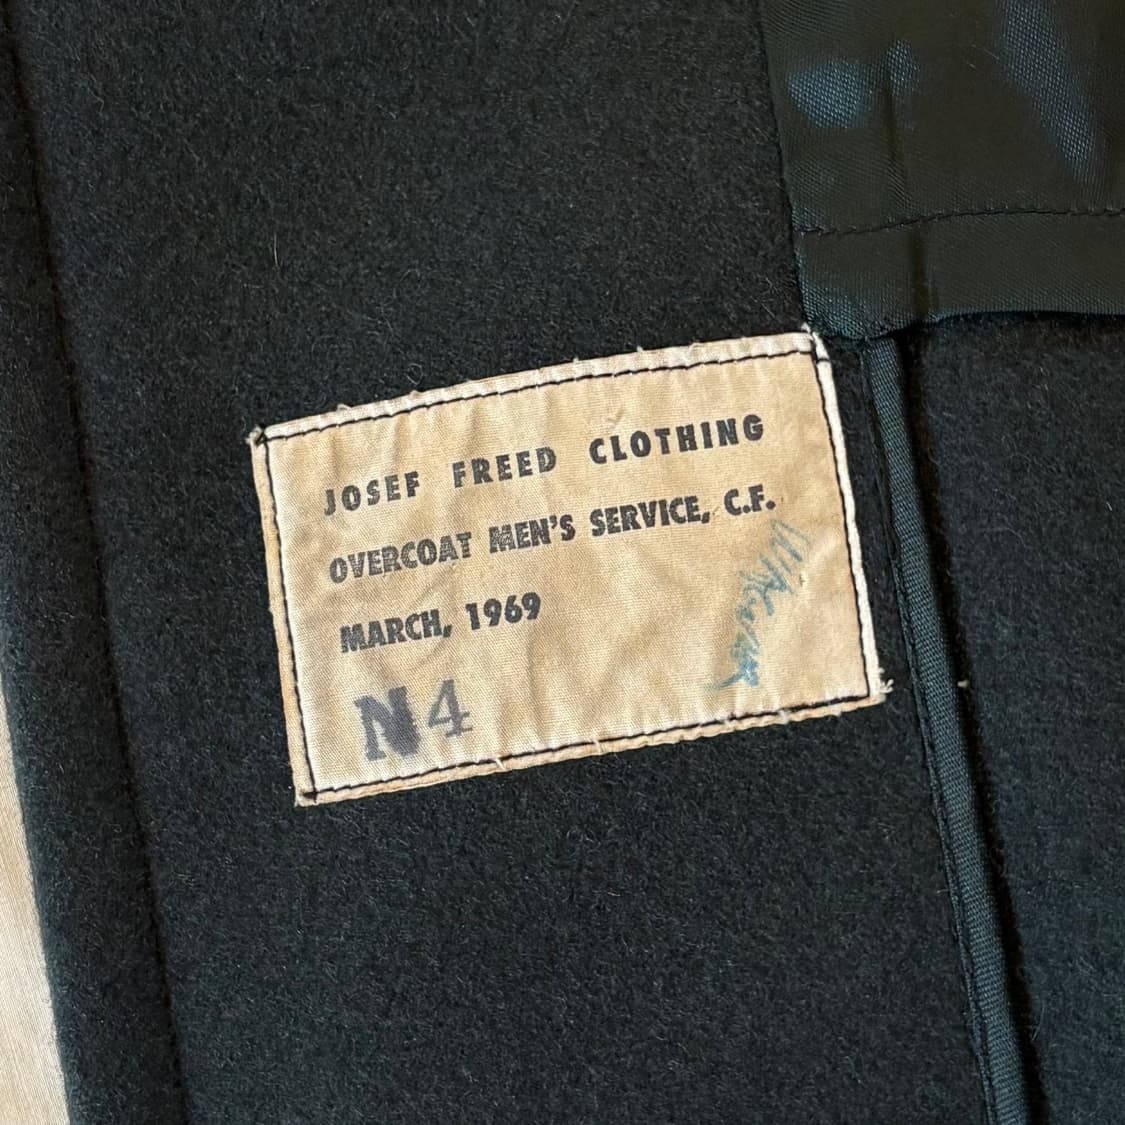 JOSEF FREED CLOTHING
OVERCOAT MEN'S SERVICE, C.F.
MARCH, 1969
N4